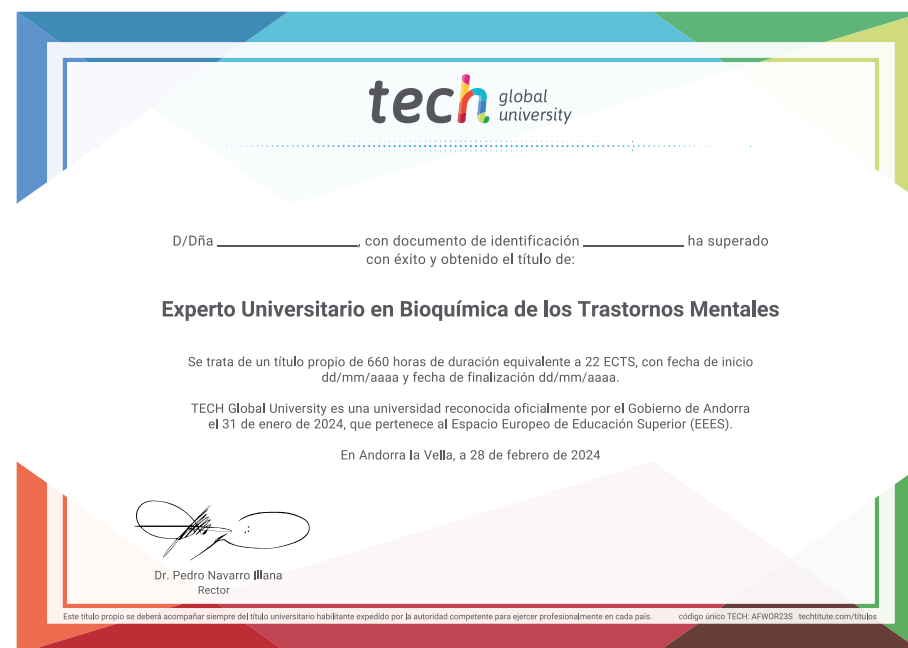 tech global
university
D/Dña ___________________, con documento de identificación ______________ ha superado
con éxito y obtenido el título de:
Experto Universitario en Bioquímica de los Trastornos Mentales
Se trata de un título propio de 660 horas de duración equivalente a 22 ECTS, con fecha de inicio
dd/mm/aaaa y fecha de finalización dd/mm/aaaa.
TECH Global University es una universidad reconocida oficialmente por el Gobierno de Andorra
el 31 de enero de 2024, que pertenece al Espacio Europeo de Educación Superior (EEES).
En Andorra la Vella, a 28 de febrero de 2024
Dr. Pedro Navarro Illana
Rector
Este título propio se deberá acompañar siempre del título universitario habilitante expedido por la autoridad competente para ejercer profesionalmente en cada país. código único TECH: AFWOR23S techtitute.com/titulos